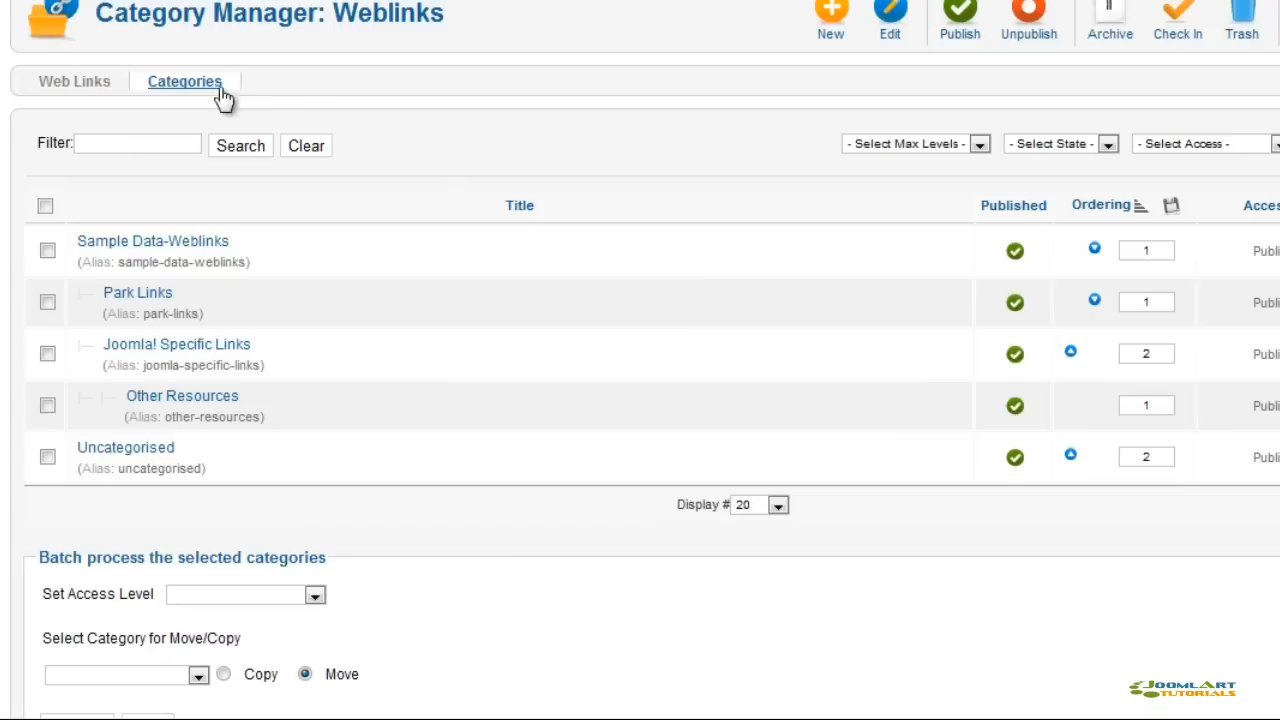 Category Manager: Weblinks
New Edit Publish Unpublish Archive Check In Trash
Web Links Categories
Filter: Search Clear - Select Max Levels - - Select State - - Select Access -
Title Published Ordering Acces
Sample Data-Weblinks
(Alias: sample-data-weblinks) 1 Publi
Park Links
(Alias: park-links) 1 Publi
Joomla! Specific Links
(Alias: joomla-specific-links) 2 Publi
Other Resources
(Alias: other-resources) 1 Publi
Uncategorised
(Alias: uncategorised) 2 Publi
Display # 20
Batch process the selected categories
Set Access Level
Select Category for Move/Copy
Copy Move
JOOMLART
TUTORIALS